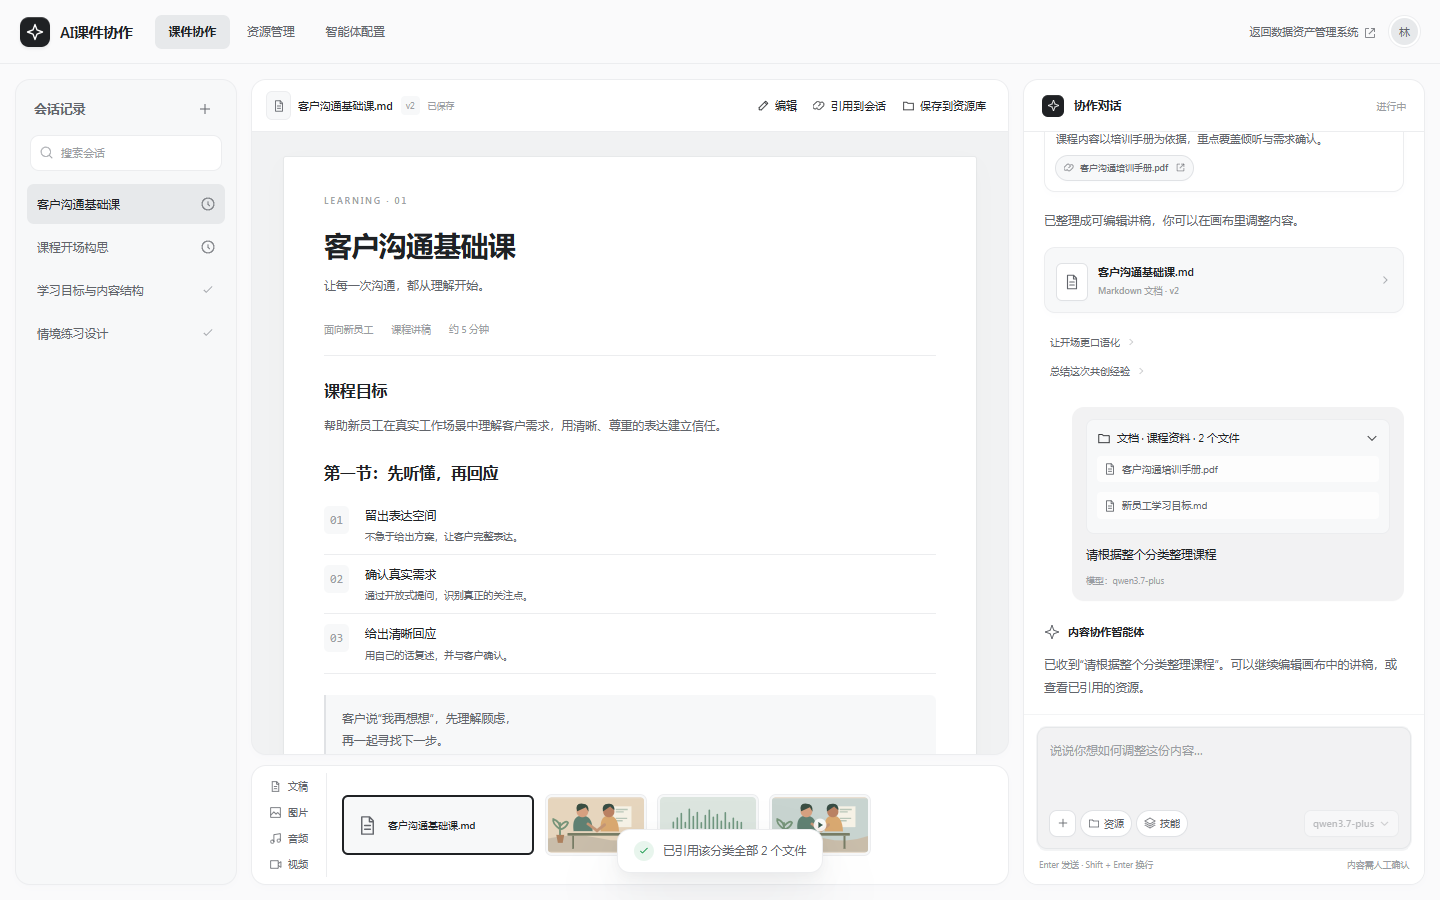 AI课件协作
课件协作
资源管理
智能体配置
返回数据资产管理系统
林
会话记录
搜索会话
客户沟通基础课
课程开场构思
学习目标与内容结构
情境练习设计
客户沟通基础课.md
v2
已保存
编辑
引用到会话
保存到资源库
LEARNING · 01
客户沟通基础课
让每一次沟通，都从理解开始。
面向新员工
课程讲稿
约 5 分钟
课程目标
帮助新员工在真实工作场景中理解客户需求，用清晰、尊重的表达建立信任。
第一节：先听懂，再回应
01
留出表达空间
不急于给出方案，让客户完整表达。
02
确认真实需求
通过开放式提问，识别真正的关注点。
03
给出清晰回应
用自己的话复述，并与客户确认。
客户说“我再想想”，先理解顾虑，
再一起寻找下一步。
文稿
图片
音频
视频
客户沟通基础课.md
已引用该分类全部 2 个文件
协作对话
进行中
课程内容以培训手册为依据，重点覆盖倾听与需求确认。
客户沟通培训手册.pdf
已整理成可编辑讲稿，你可以在画布里调整内容。
客户沟通基础课.md
Markdown 文档 · v2
让开场更口语化
总结这次共创经验
文档 · 课程资料 · 2 个文件
客户沟通培训手册.pdf
新员工学习目标.md
请根据整个分类整理课程
模型：qwen3.7-plus
内容协作智能体
已收到“请根据整个分类整理课程”。可以继续编辑画布中的讲稿，或
查看已引用的资源。
说说你想如何调整这份内容...
资源
技能
qwen3.7-plus
Enter 发送 · Shift + Enter 换行
内容需人工确认